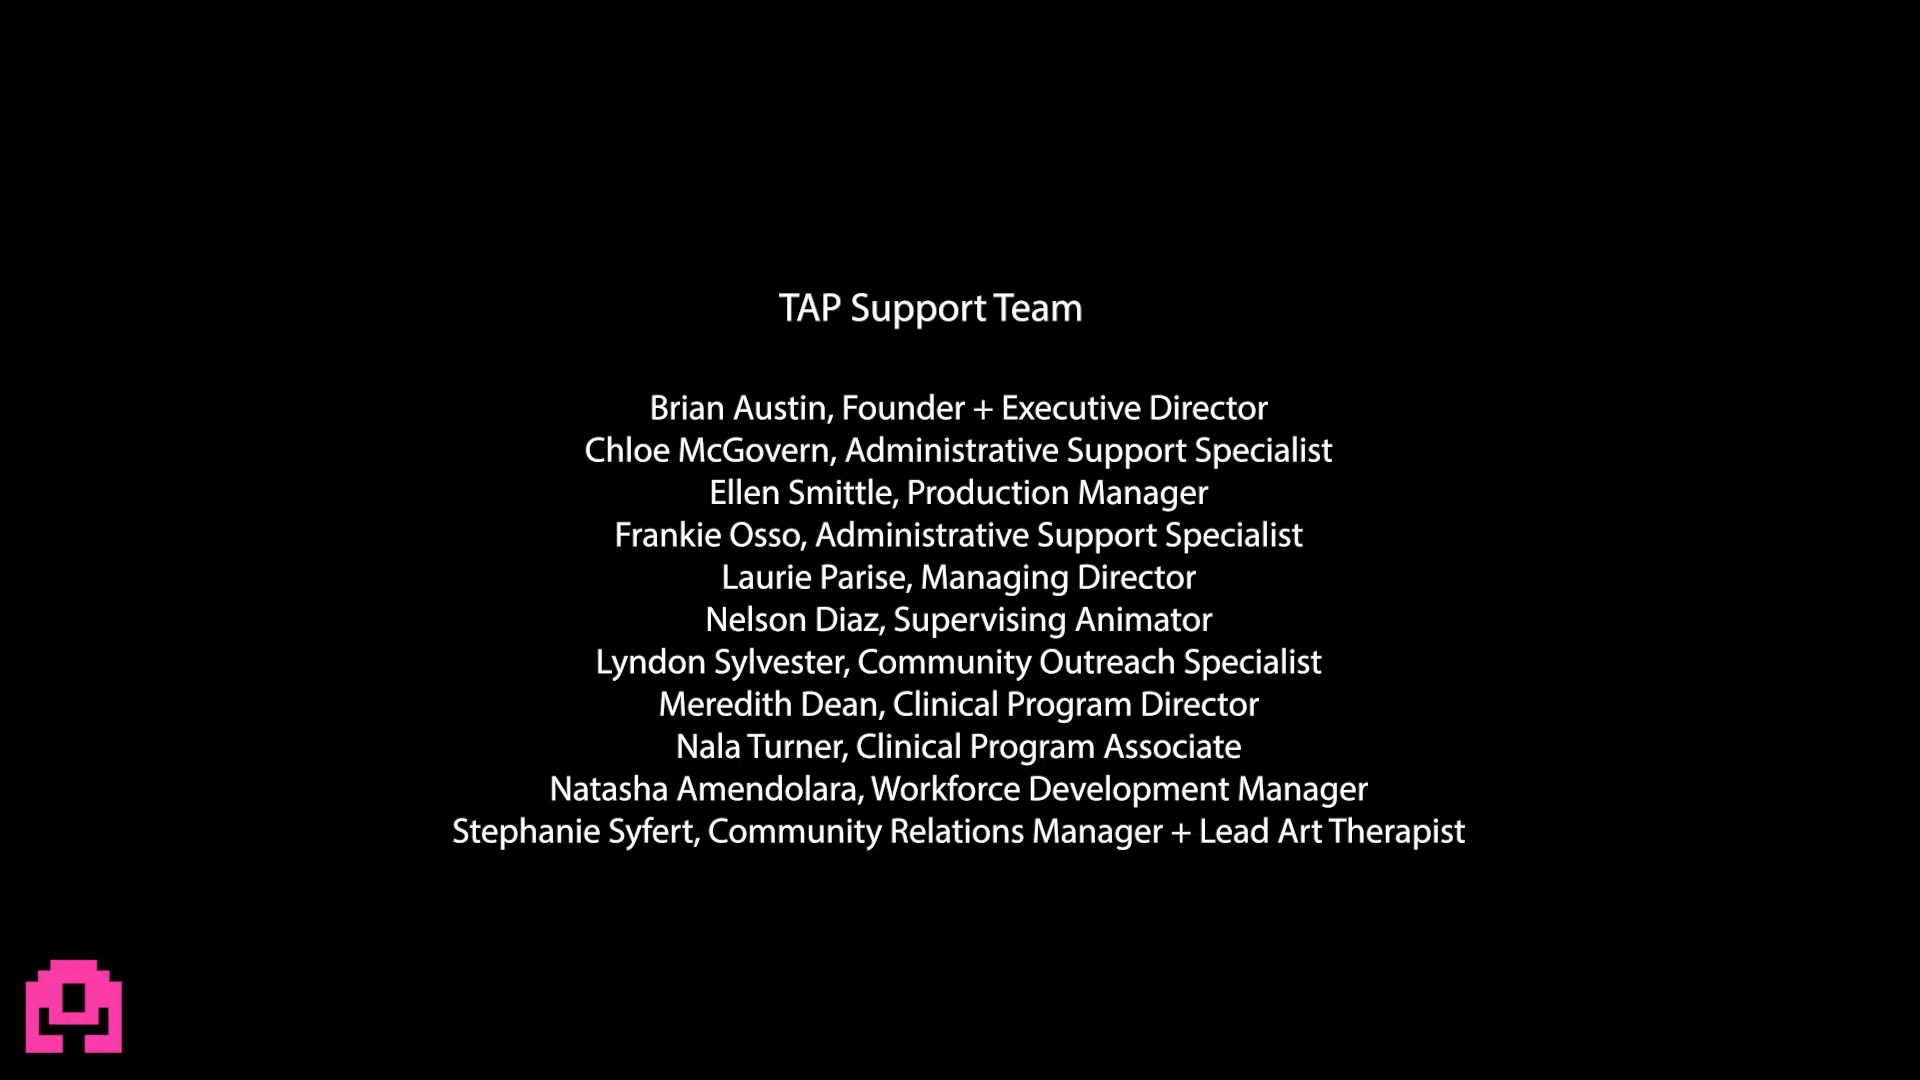 TAP Support Team
Brian Austin, Founder + Executive Director
Chloe McGovern, Administrative Support Specialist
Ellen Smittle, Production Manager
Frankie Osso, Administrative Support Specialist
Laurie Parise, Managing Director
Nelson Diaz, Supervising Animator
Lyndon Sylvester, Community Outreach Specialist
Meredith Dean, Clinical Program Director
Nala Turner, Clinical Program Associate
Natasha Amendolara, Workforce Development Manager
Stephanie Syfert, Community Relations Manager + Lead Art Therapist